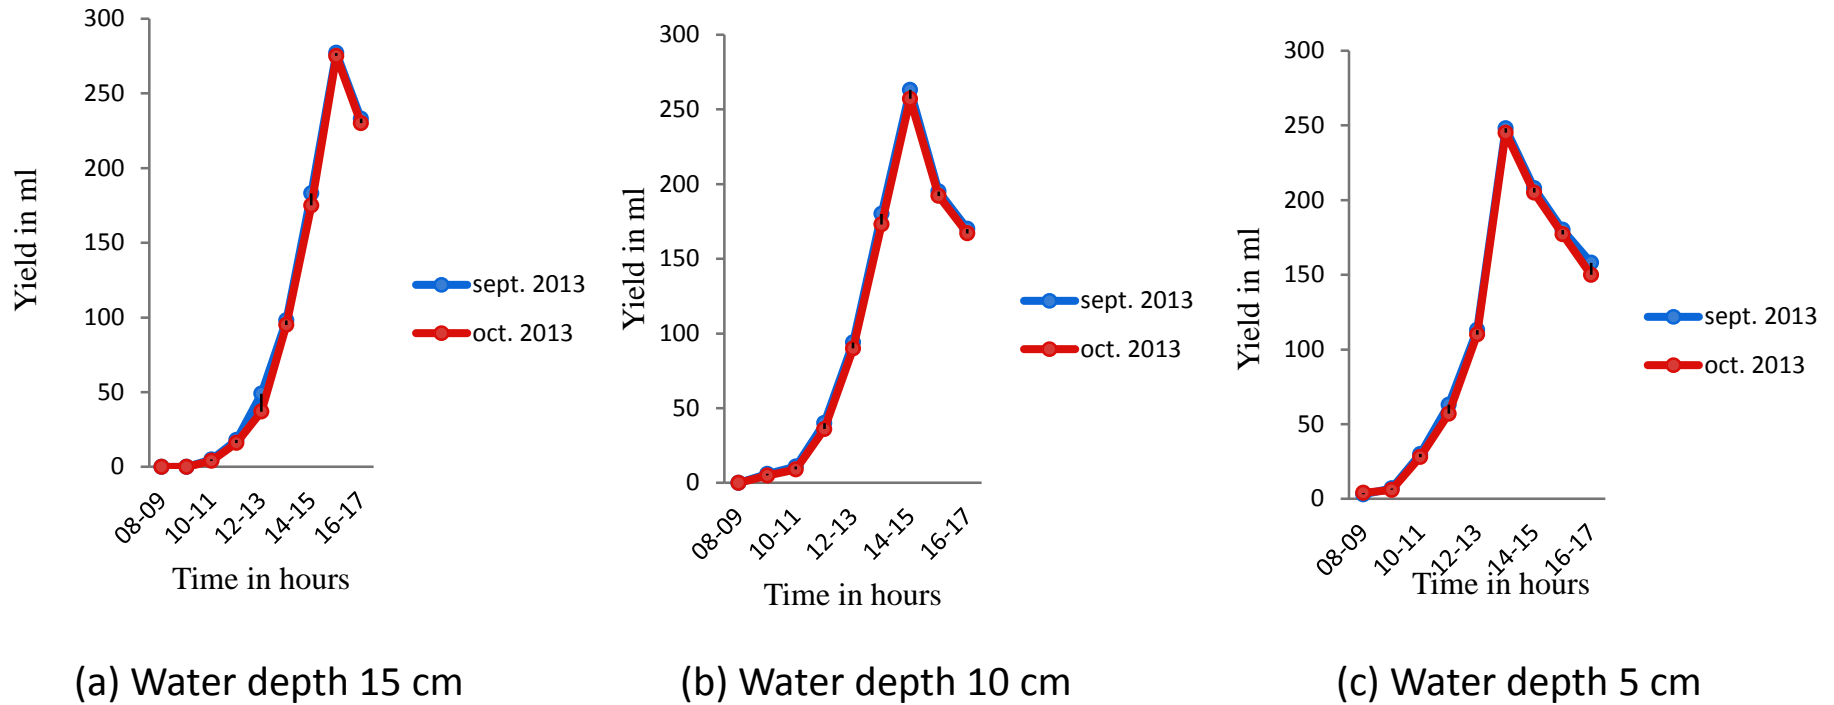 300
250
200
150
100
50
0
Yield in ml
08-09
10-11
12-13
14-15
16-17
Time in hours
sept. 2013
oct. 2013
(a) Water depth 15 cm
300
250
200
150
100
50
0
Yield in ml
08-09
10-11
12-13
14-15
16-17
Time in hours
sept. 2013
oct. 2013
(b) Water depth 10 cm
300
250
200
150
100
50
0
Yield in ml
08-09
10-11
12-13
14-15
16-17
Time in hours
sept. 2013
oct. 2013
(c) Water depth 5 cm